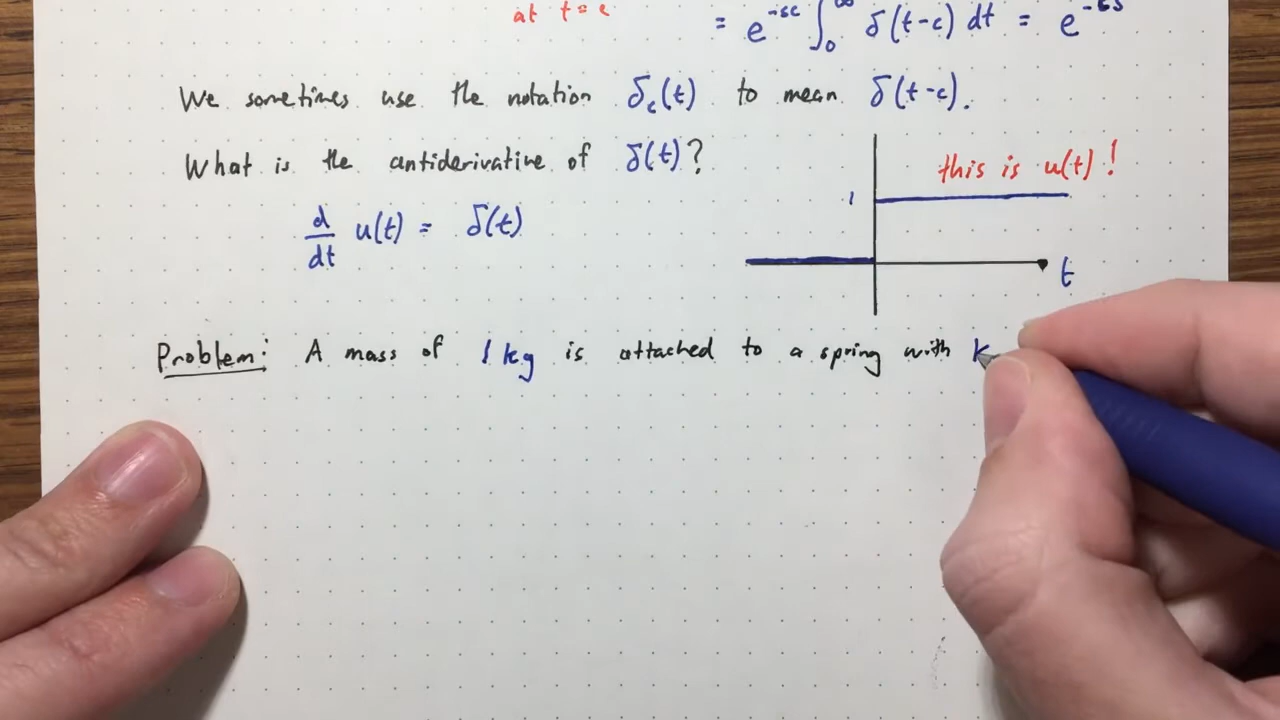 at t=c
= e^{-sc} ∫_0^∞ δ(t-c) dt = e^{-cs}
We sometimes use the notation δ_c(t) to mean δ(t-c).
What is the antiderivative of δ(t)?
this is u(t)!
1
d/dt u(t) = δ(t)
t
Problem: A mass of 1 kg is attached to a spring with k